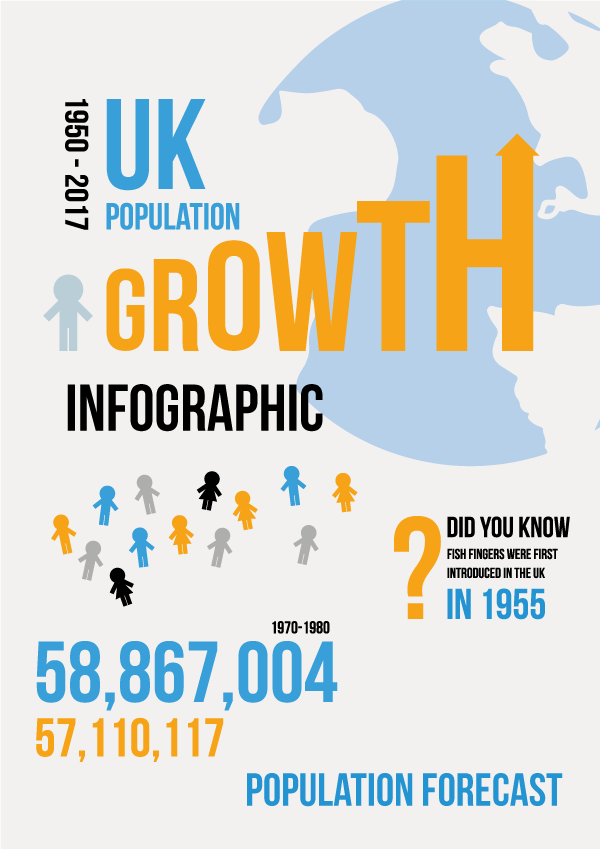 1950 - 2017
UK
POPULATION
GROWTH
INFOGRAPHIC
?
DID YOU KNOW
FISH FINGERS WERE FIRST
INTRODUCED IN THE UK
IN 1955
1970-1980
58,867,004
57,110,117
POPULATION FORECAST